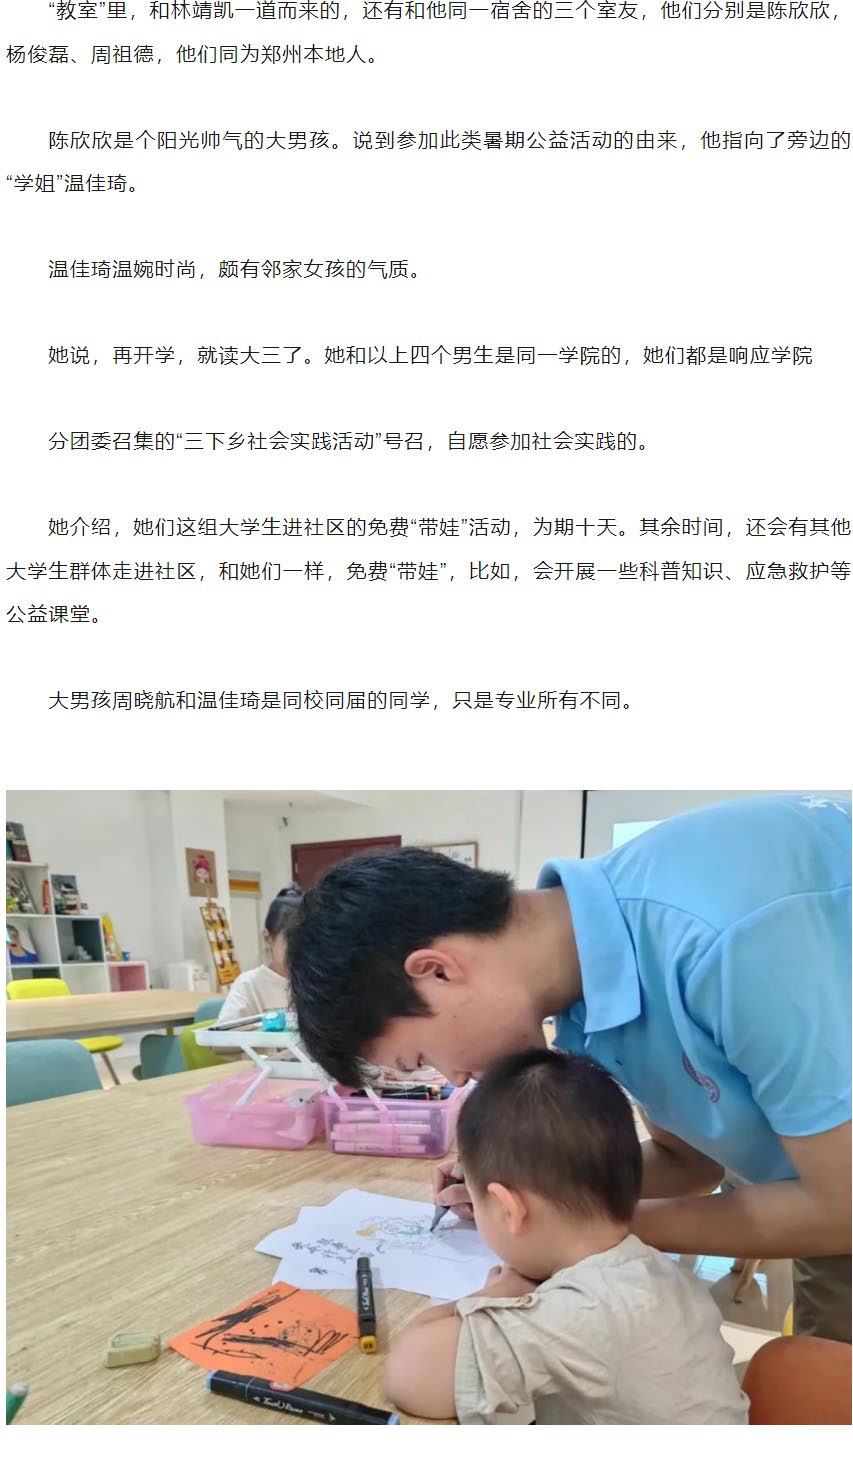 “教室”里，和林靖凯一道而来的，还有和他同一宿舍的三个室友，他们分别是陈欣欣，
杨俊磊、周祖德，他们同为郑州本地人。
陈欣欣是个阳光帅气的大男孩。说到参加此类暑期公益活动的由来，他指向了旁边的
“学姐”温佳琦。
温佳琦温婉时尚，颇有邻家女孩的气质。
她说，再开学，就读大三了。她和以上四个男生是同一学院的，她们都是响应学院
分团委召集的“三下乡社会实践活动”号召，自愿参加社会实践的。
她介绍，她们这组大学生进社区的免费“带娃”活动，为期十天。其余时间，还会有其他
大学生群体走进社区，和她们一样，免费“带娃”，比如，会开展一些科普知识、应急救护等
公益课堂。
大男孩周晓航和温佳琦是同校同届的同学，只是专业所有不同。